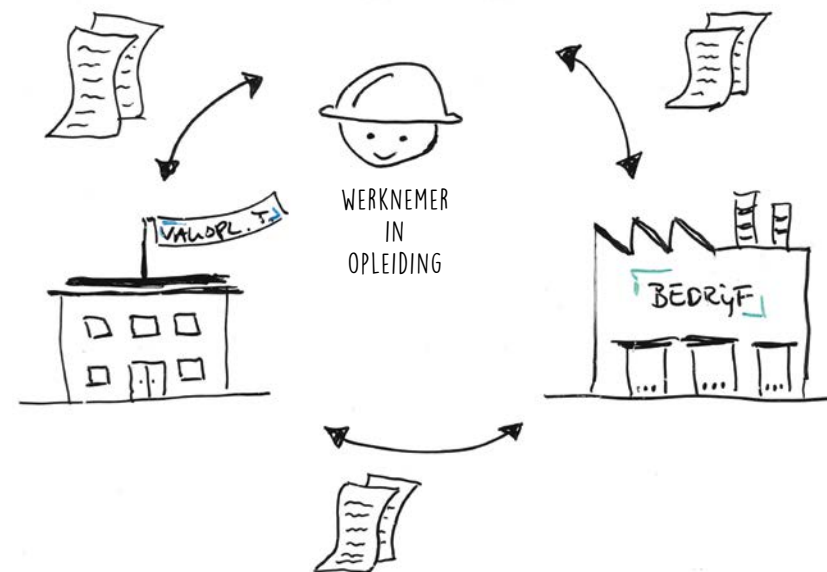 VAKOPL. T.
WERKNEMER
IN
OPLEIDING
BEDRIJF